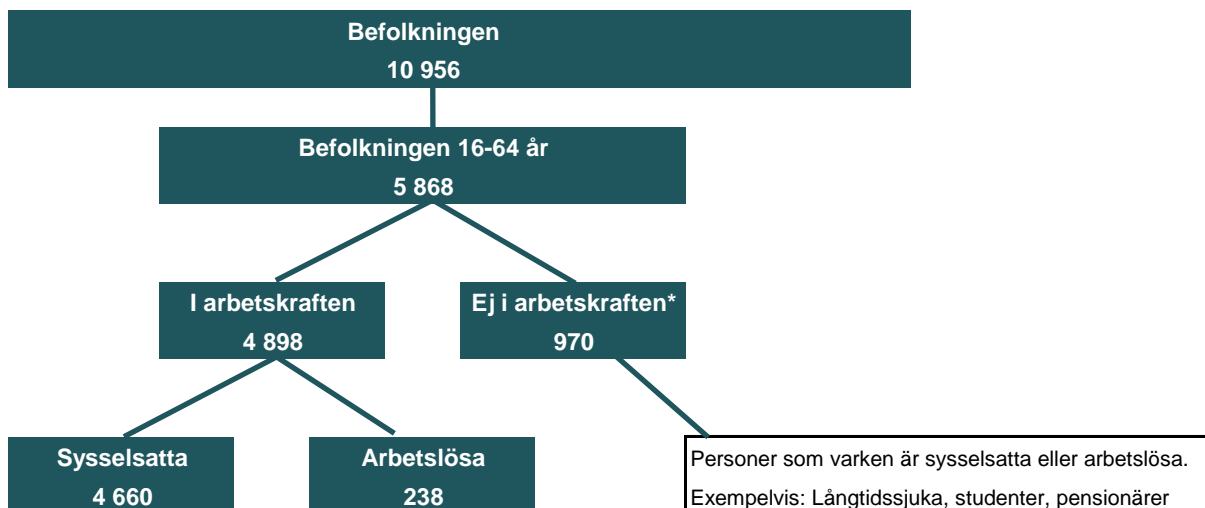 Befolkningen
10 956
Befolkningen 16-64 år
5 868
I arbetskraften
4 898
Ej i arbetskraften*
970
Sysselsatta
4 660
Arbetslösa
238
Personer som varken är sysselsatta eller arbetslösa.
Exempelvis: Långtidssjuka, studenter, pensionärer